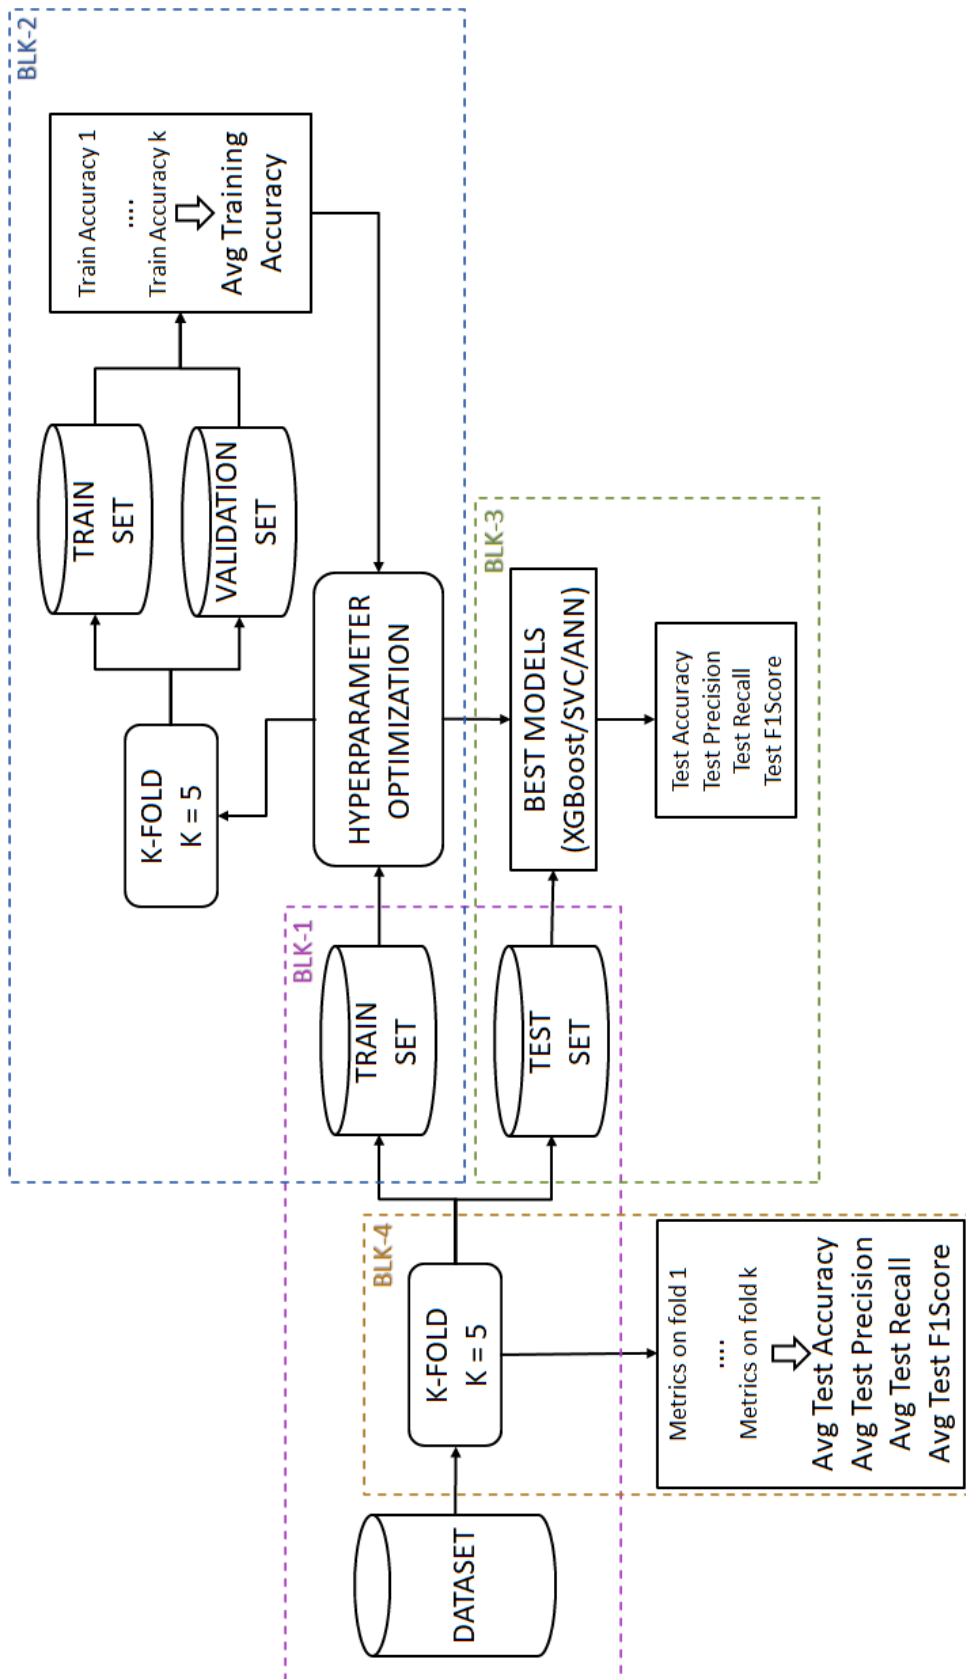 BLK-2
Train Accuracy 1
....
Train Accuracy k
Avg Training
Accuracy
TRAIN
SET
VALIDATION
SET
K-FOLD
K = 5
HYPERPARAMETER
OPTIMIZATION
BLK-1
DATASET
K-FOLD
K = 5
TRAIN
SET
TEST
SET
BLK-3
BEST MODELS
(XGBoost/SVC/ANN)
Test Accuracy
Test Precision
Test Recall
Test F1Score
BLK-4
Metrics on fold 1
....
Metrics on fold k
Avg Test Accuracy
Avg Test Precision
Avg Test Recall
Avg Test F1Score